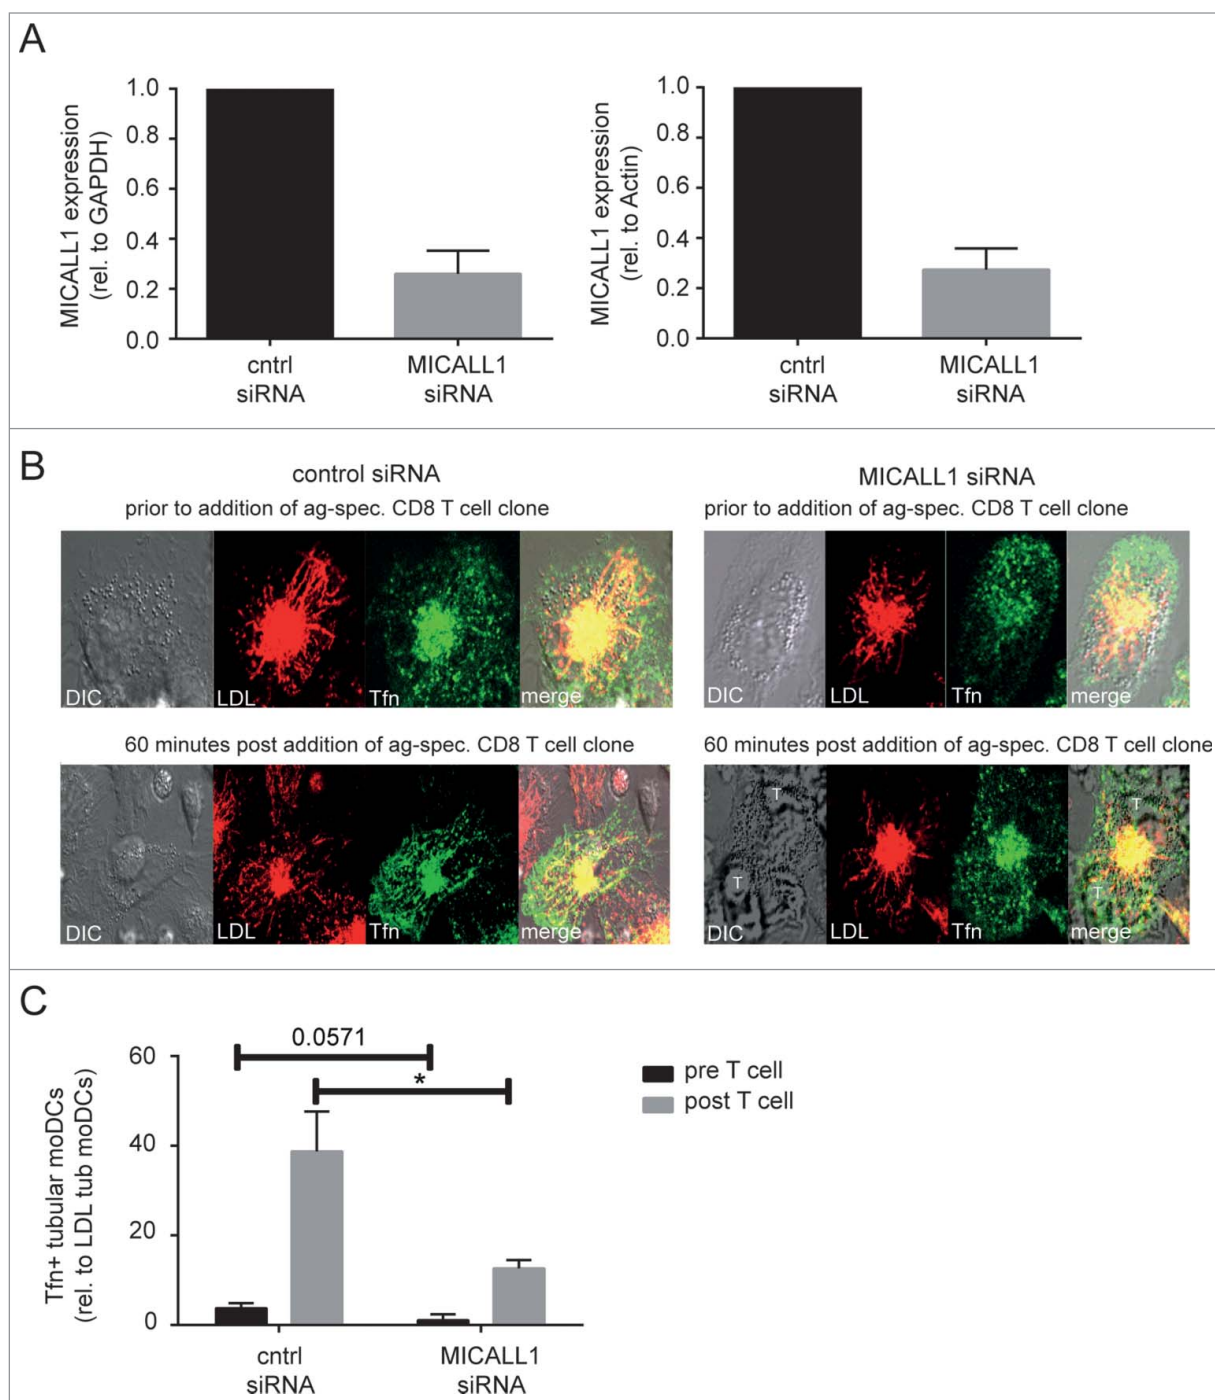 A
MICALL1 expression
(rel. to GAPDH)
1.0
0.8
0.6
0.4
0.2
0.0
cntrl
siRNA
MICALL1
siRNA
MICALL1 expression
(rel. to Actin)
1.0
0.8
0.6
0.4
0.2
0.0
cntrl
siRNA
MICALL1
siRNA
B
control siRNA
prior to addition of ag-spec. CD8 T cell clone
DIC
LDL
Tfn
merge
60 minutes post addition of ag-spec. CD8 T cell clone
DIC
LDL
Tfn
merge
MICALL1 siRNA
prior to addition of ag-spec. CD8 T cell clone
DIC
LDL
Tfn
merge
60 minutes post addition of ag-spec. CD8 T cell clone
T
T
DIC
LDL
Tfn
T
T
merge
C
Tfn+ tubular moDCs
(rel. to LDL tub moDCs)
60
40
20
0
0.0571
*
cntrl
siRNA
MICALL1
siRNA
pre T cell
post T cell